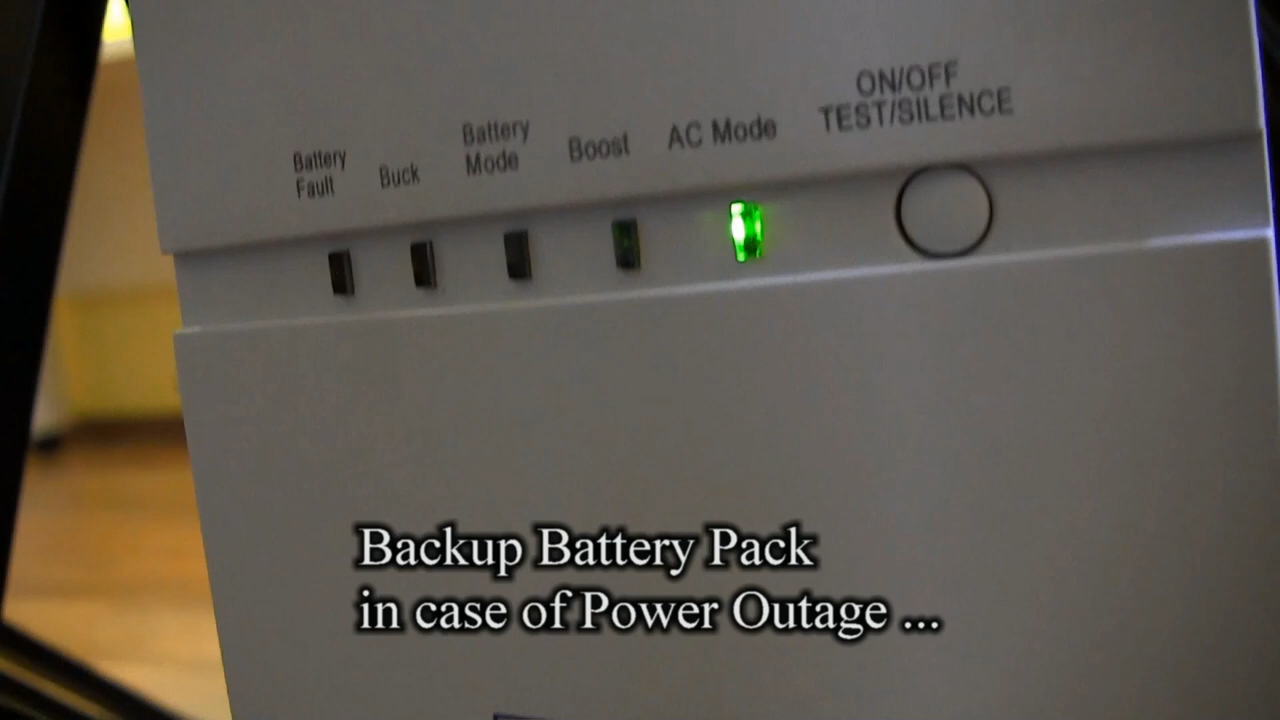 ON/OFF
TEST/SILENCE
Battery
Fault
Buck
Battery
Mode
Boost
AC Mode
Backup Battery Pack
in case of Power Outage ...